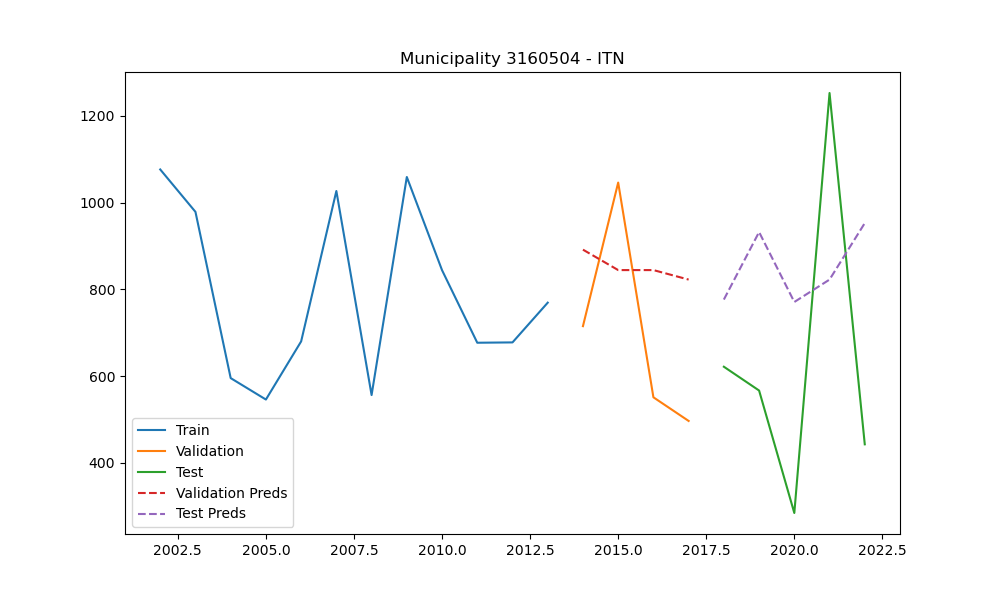 Municipality 3160504 - ITN
1200
1000
800
600
400
Train
Validation
Test
Validation Preds
Test Preds
2002.5 2005.0 2007.5 2010.0 2012.5 2015.0 2017.5 2020.0 2022.5